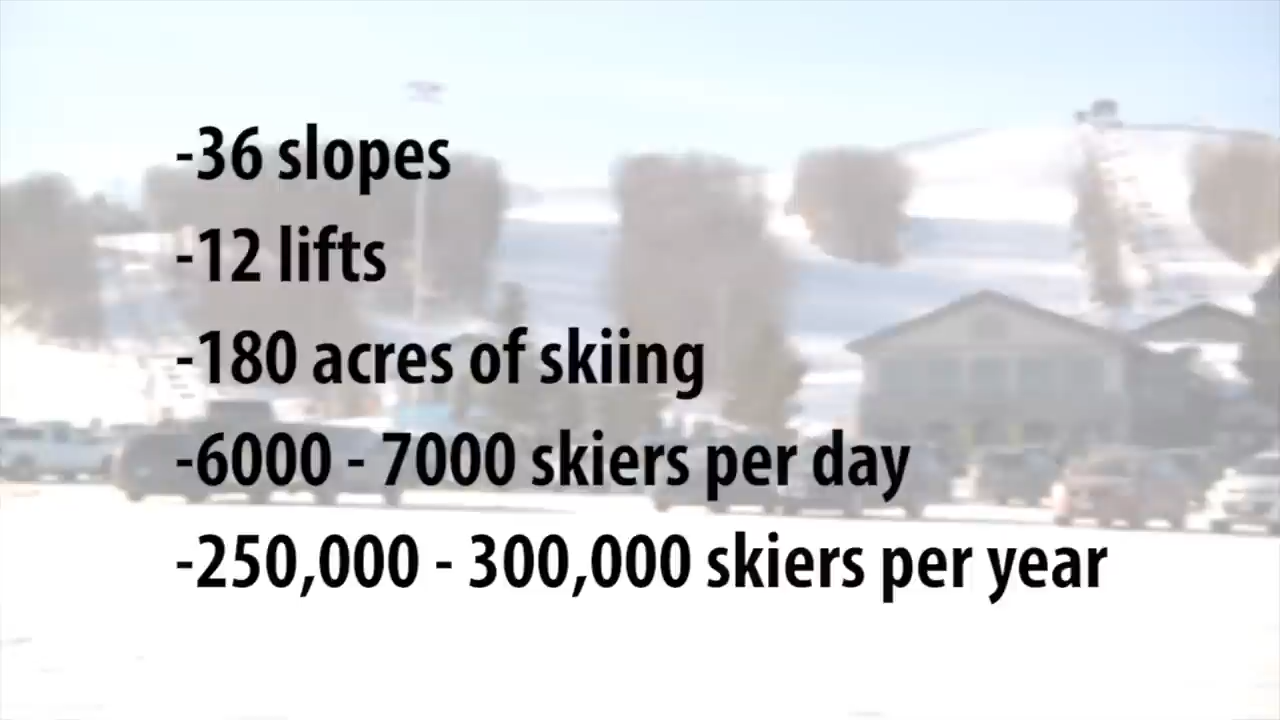 -36 slopes
-12 lifts
-180 acres of skiing
-6000 - 7000 skiers per day
-250,000 - 300,000 skiers per year